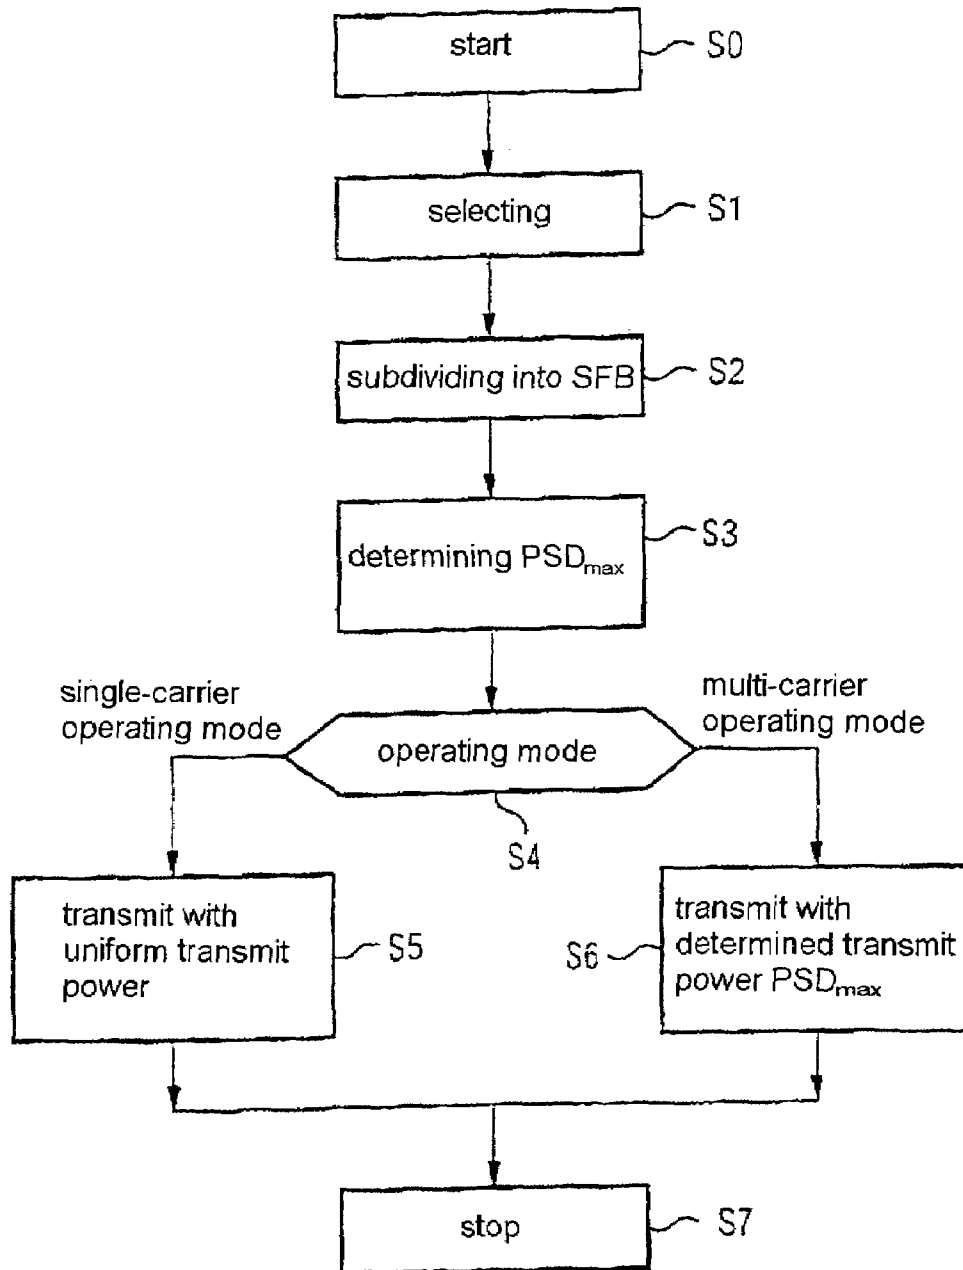 start
S0
selecting
S1
subdividing into SFB
S2
determining PSDmax
S3
single-carrier
operating mode
multi-carrier
operating mode
operating mode
S4
transmit with
uniform transmit
power
S5
transmit with
determined transmit
power PSDmax
S6
stop
S7